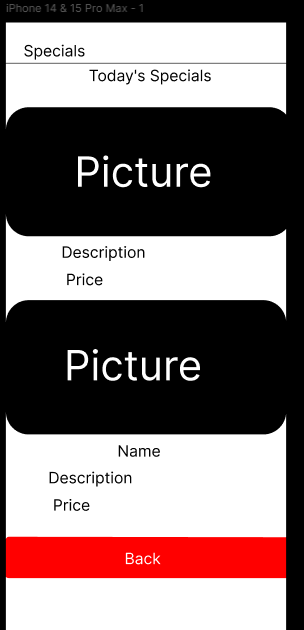 iPhone 14 & 15 Pro Max - 1
Specials
Today's Specials
Picture
Description
Price
Picture
Name
Description
Price
Back